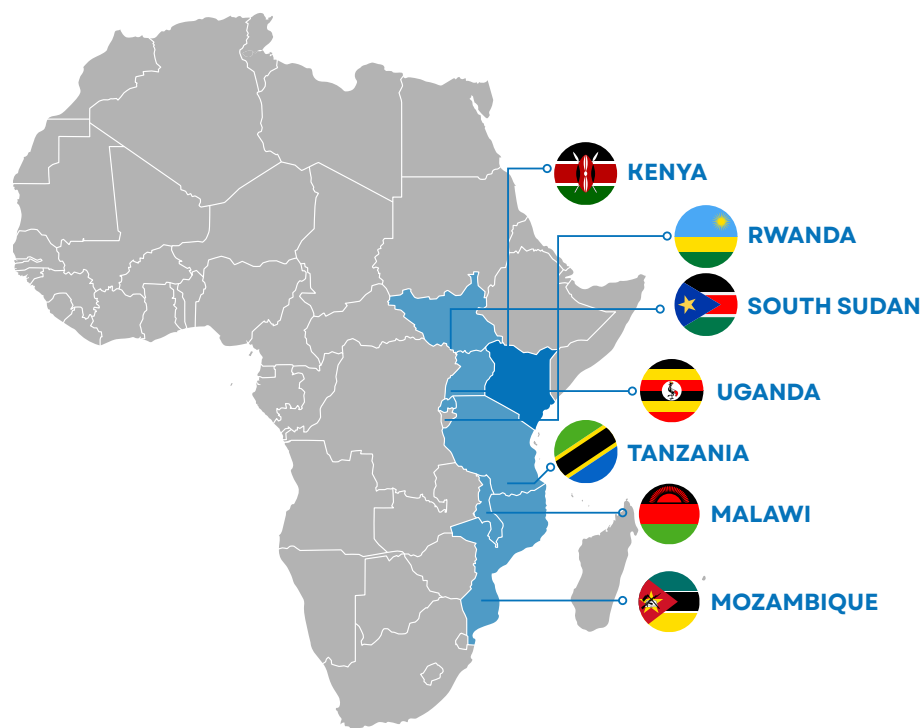 KENYA
RWANDA
SOUTH SUDAN
UGANDA
TANZANIA
MALAWI
MOZAMBIQUE